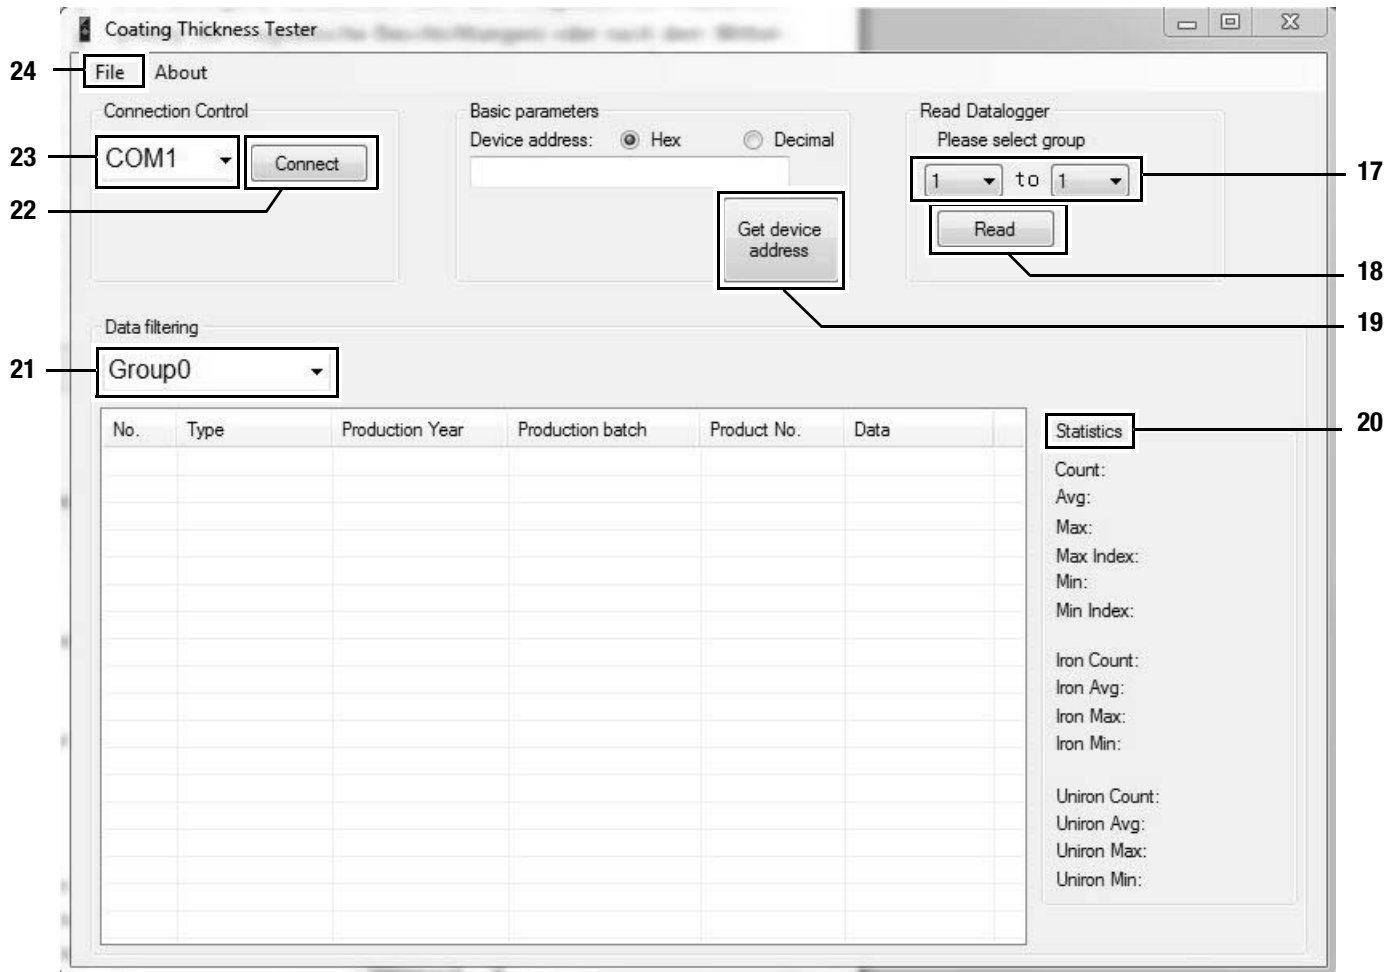 Coating Thickness Tester
24 File About
Connection Control
23 COM1 Connect
22
Basic parameters
Device address: Hex Decimal
Get device
address
19
Read Datalogger
Please select group
1 to 1 17
Read
18
Data filtering
21 Group0
No. Type Production Year Production batch Product No. Data
Statistics 20
Count:
Avg:
Max:
Max Index:
Min:
Min Index:
Iron Count:
Iron Avg:
Iron Max:
Iron Min:
Uniron Count:
Uniron Avg:
Uniron Max:
Uniron Min: